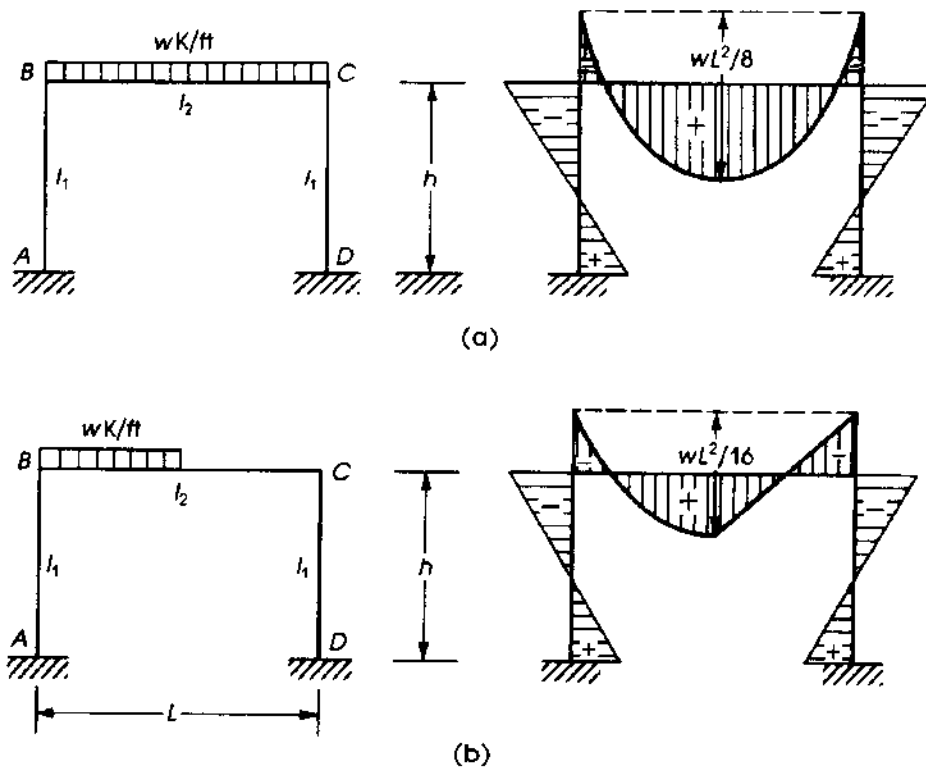 wK/ft
B
C
I₂
I₁
I₁
A
D
h
wL²/8
−
−
+
−
−
+
+
(a)
wK/ft
B
C
I₂
I₁
I₁
A
D
h
L
wL²/16
−
−
+
−
−
+
+
(b)